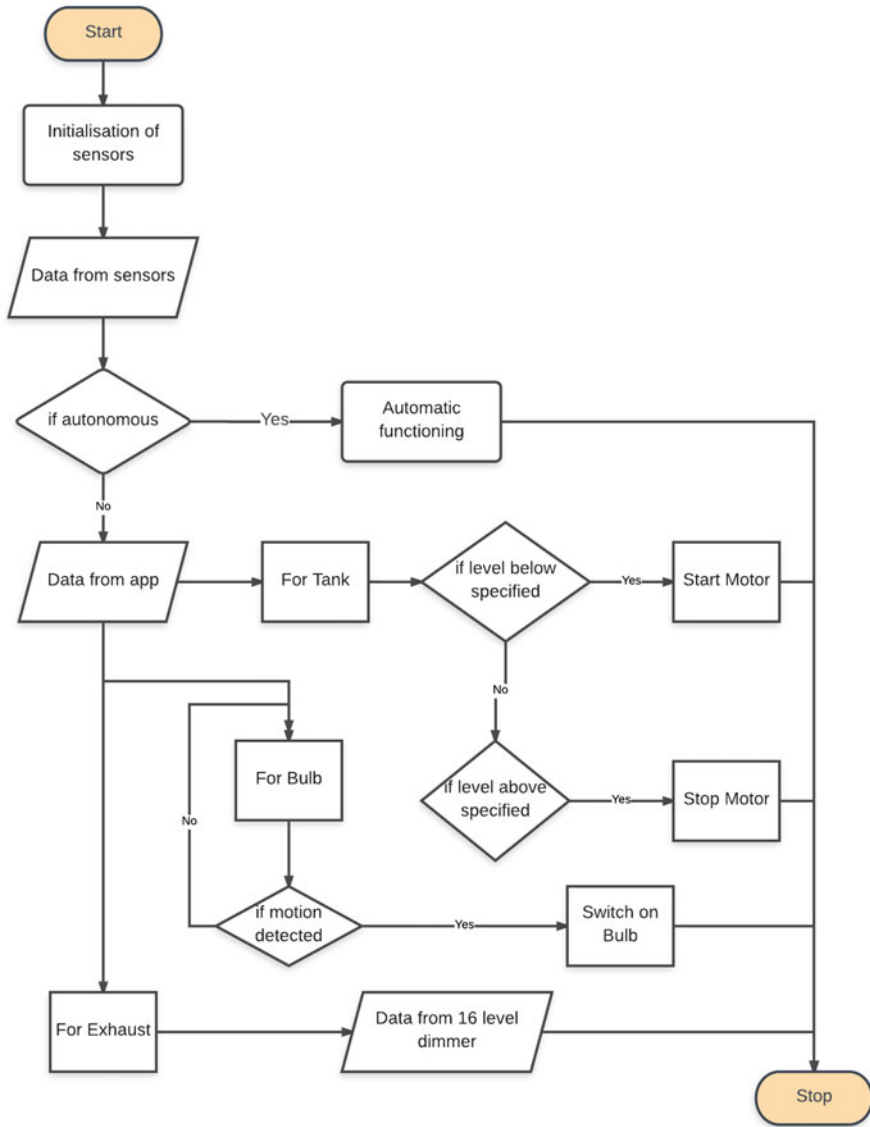 Start
Initialisation of
sensors
Data from sensors
if autonomous
Yes
Automatic
functioning
No
Data from app
For Tank
if level below
specified
Yes
Start Motor
No
For Bulb
if level above
specified
Yes
Stop Motor
No
if motion
detected
Yes
Switch on
Bulb
For Exhaust
Data from 16 level
dimmer
Stop